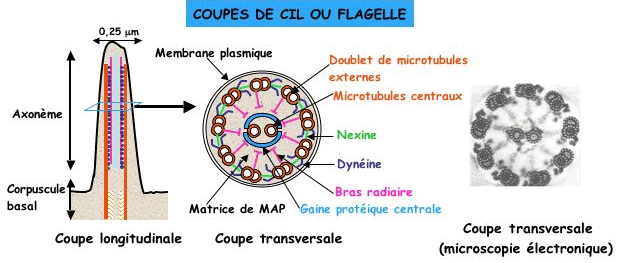 COUPES DE CIL OU FLAGELLE
0,25 µm
Membrane plasmique
Doublet de microtubules
externes
Microtubules centraux
Axonème
Nexine
Dynéine
Corpuscule
basal
Bras radiaire
Matrice de MAP
Gaine protéique centrale
Coupe longitudinale
Coupe transversale
Coupe transversale
(microscopie électronique)